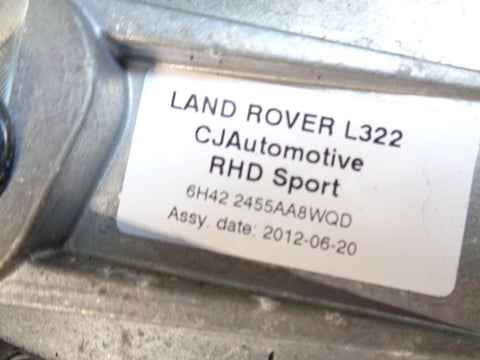 LAND ROVER L322
CJAutomotive
RHD Sport
6H42 2455AA8WQD
Assy. date: 2012-06-20